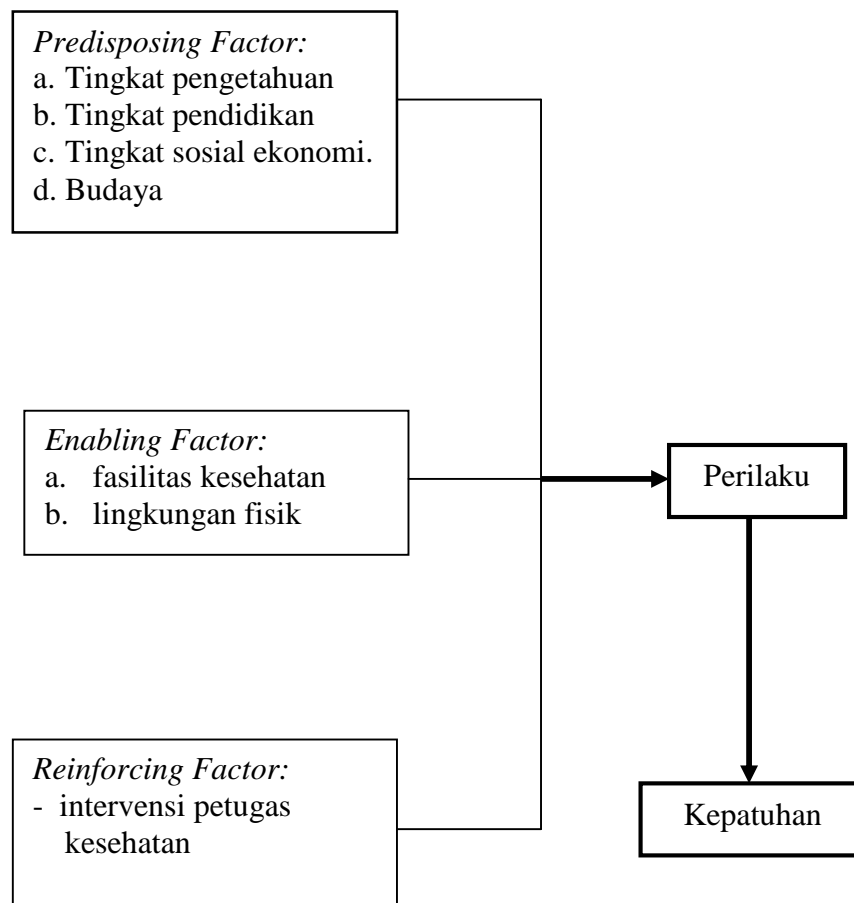 Predisposing Factor:
a. Tingkat pengetahuan
b. Tingkat pendidikan
c. Tingkat sosial ekonomi.
d. Budaya
Enabling Factor:
a. fasilitas kesehatan
b. lingkungan fisik
Perilaku
Reinforcing Factor:
- intervensi petugas
kesehatan
Kepatuhan